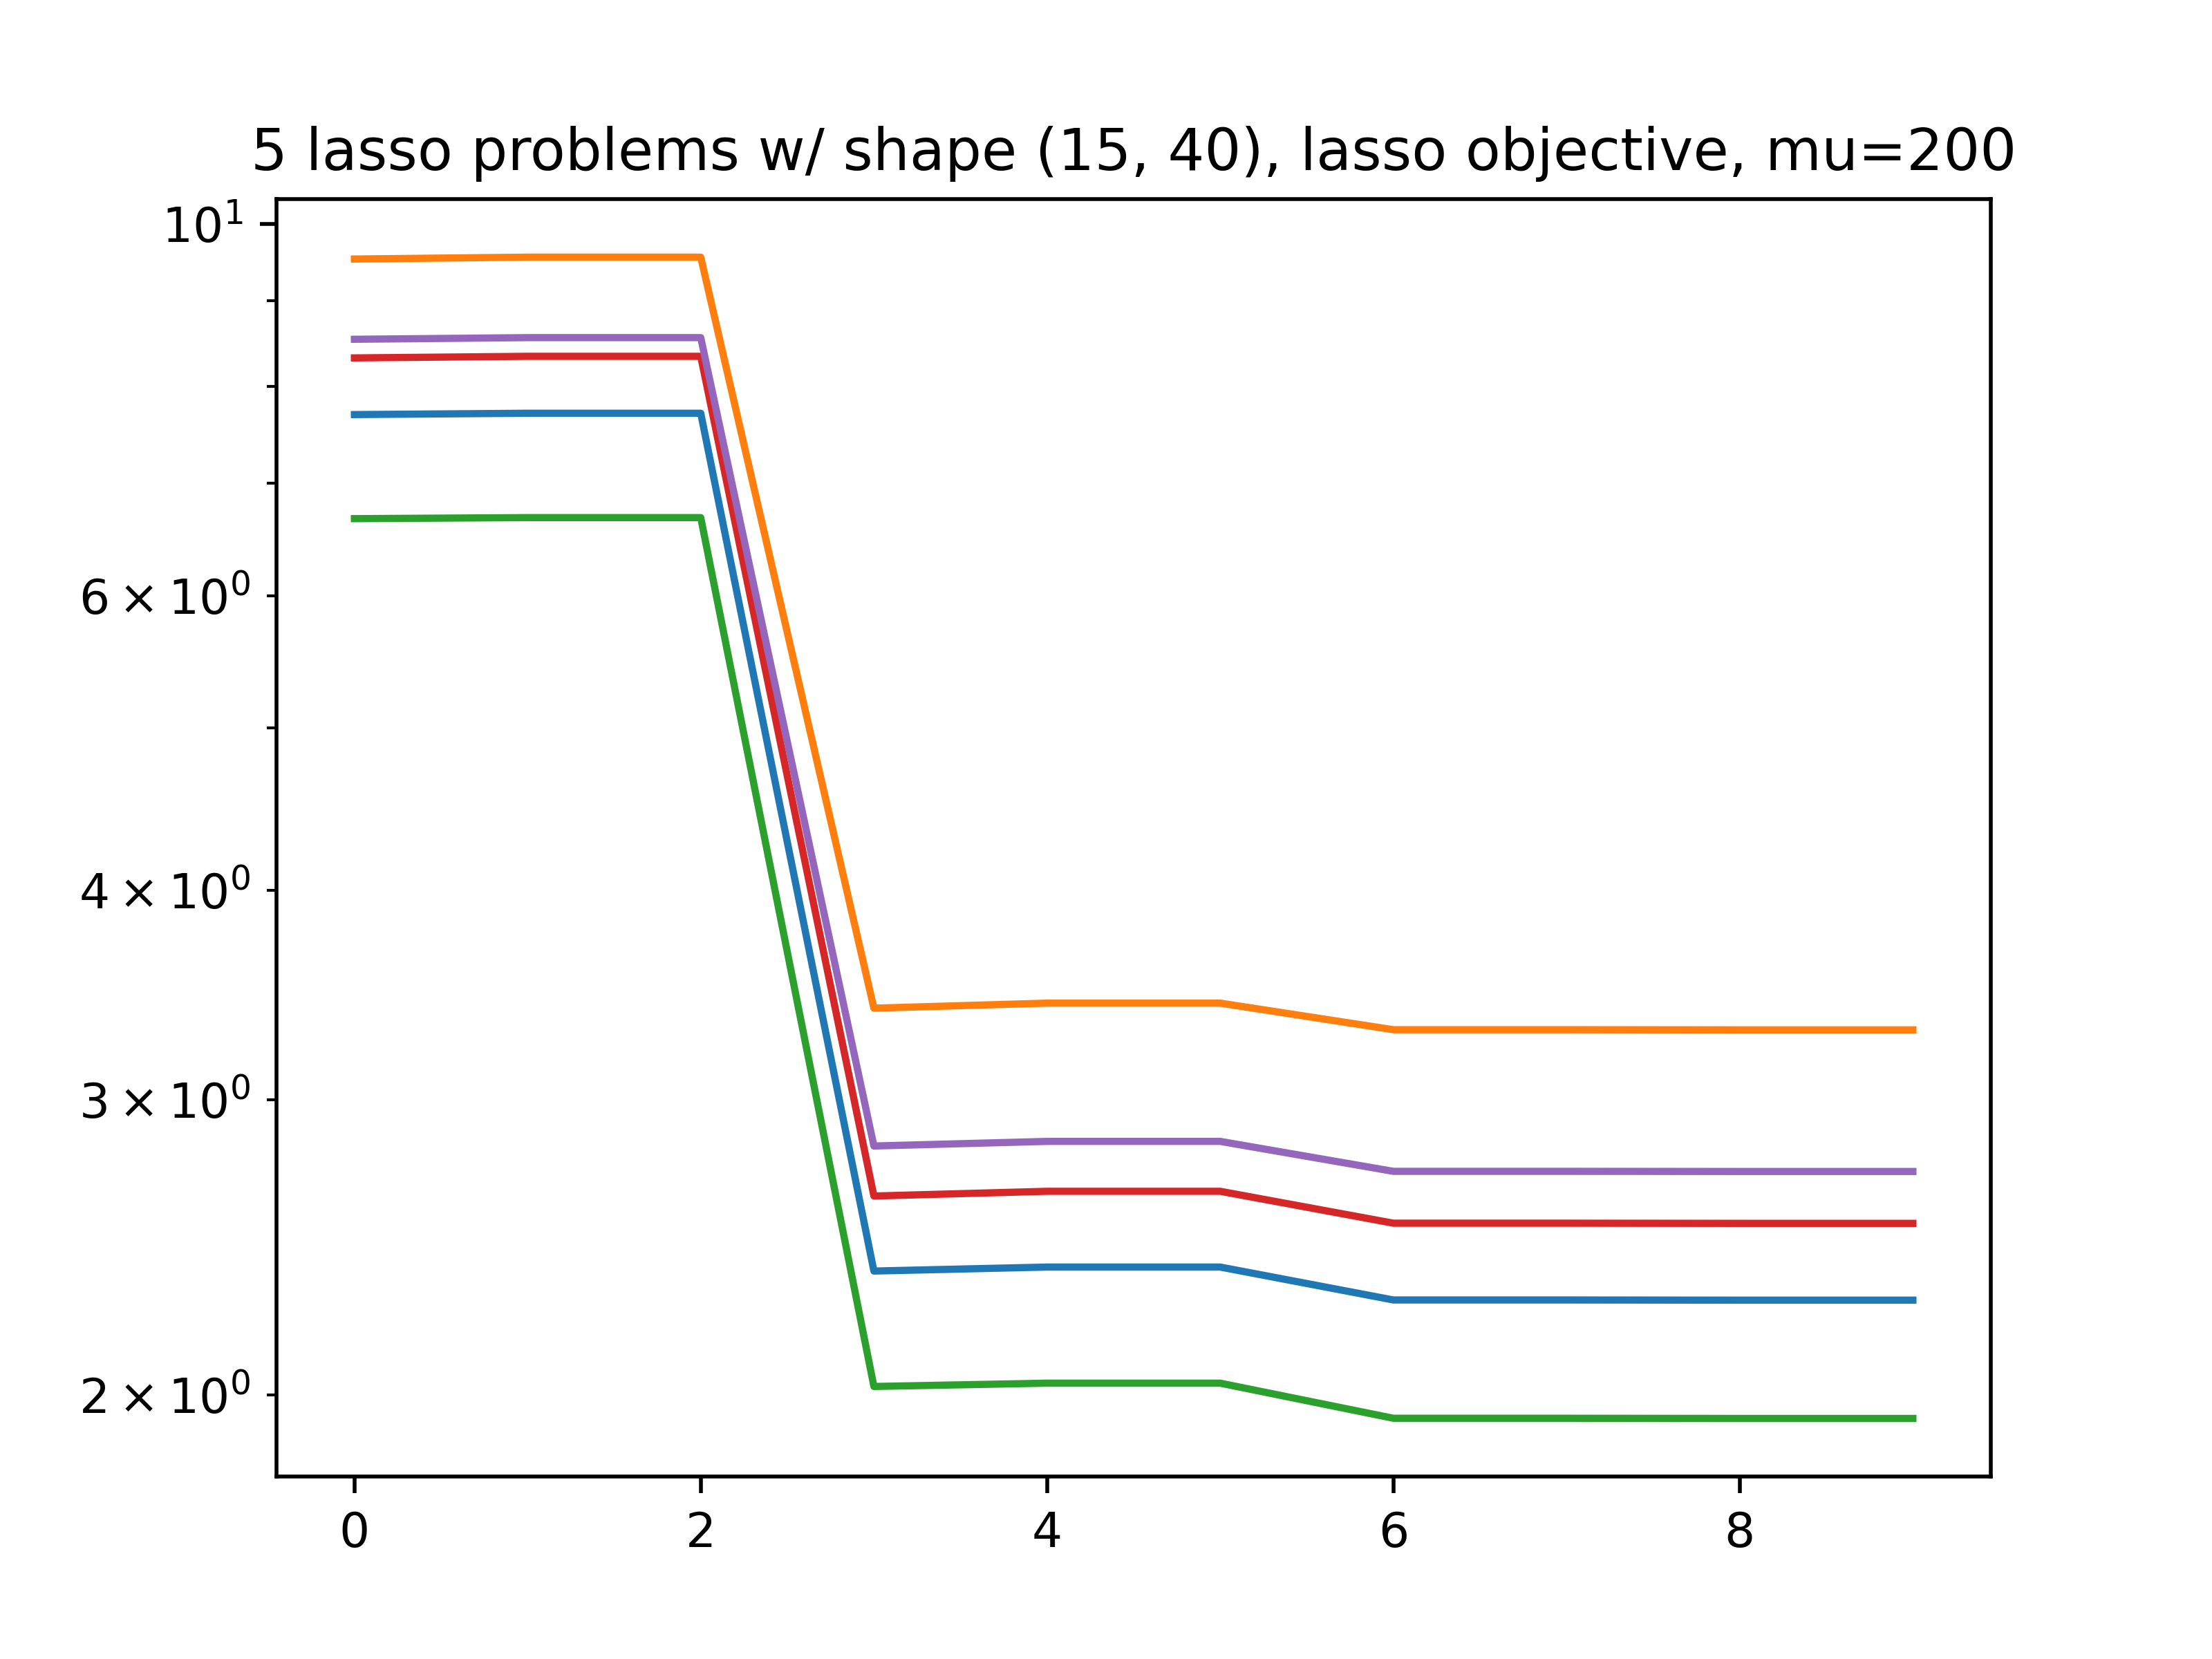 5 lasso problems w/ shape (15, 40), lasso objective, mu=200
10¹
6 × 10⁰
4 × 10⁰
3 × 10⁰
2 × 10⁰
0 2 4 6 8